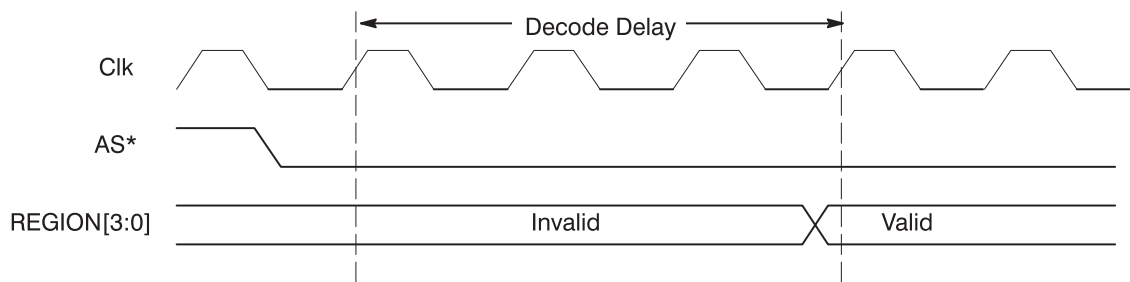 Decode Delay
Clk
AS*
REGION[3:0]
Invalid
Valid